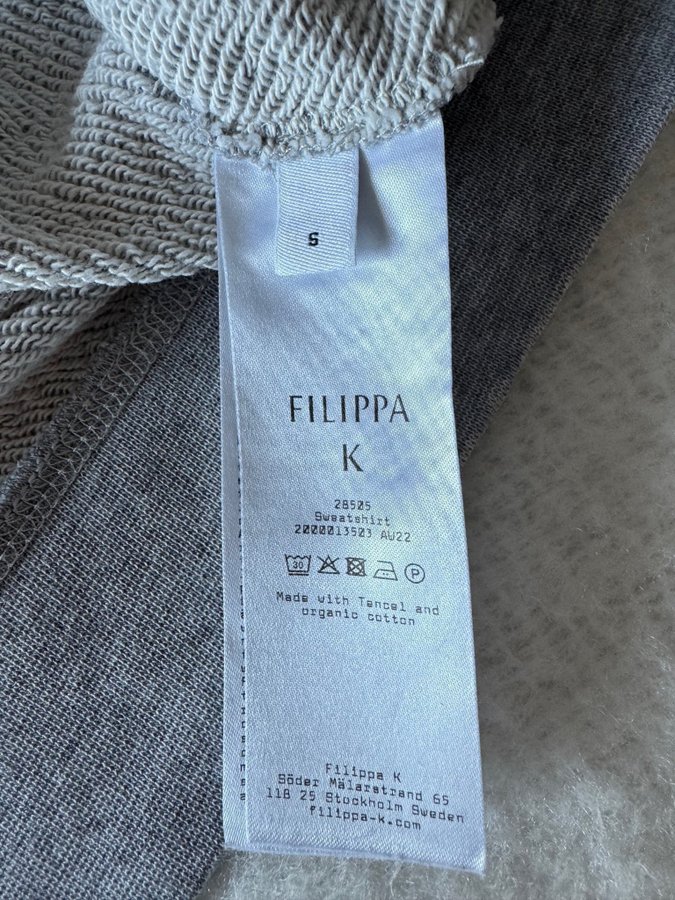 S
FILIPPA
K
28505
Sweatshirt
2000013503 AW22
30
P
Made with Tencel and
organic cotton
Filippa K
Söder Mälarstrand 65
118 25 Stockholm Sweden
filippa-k.com